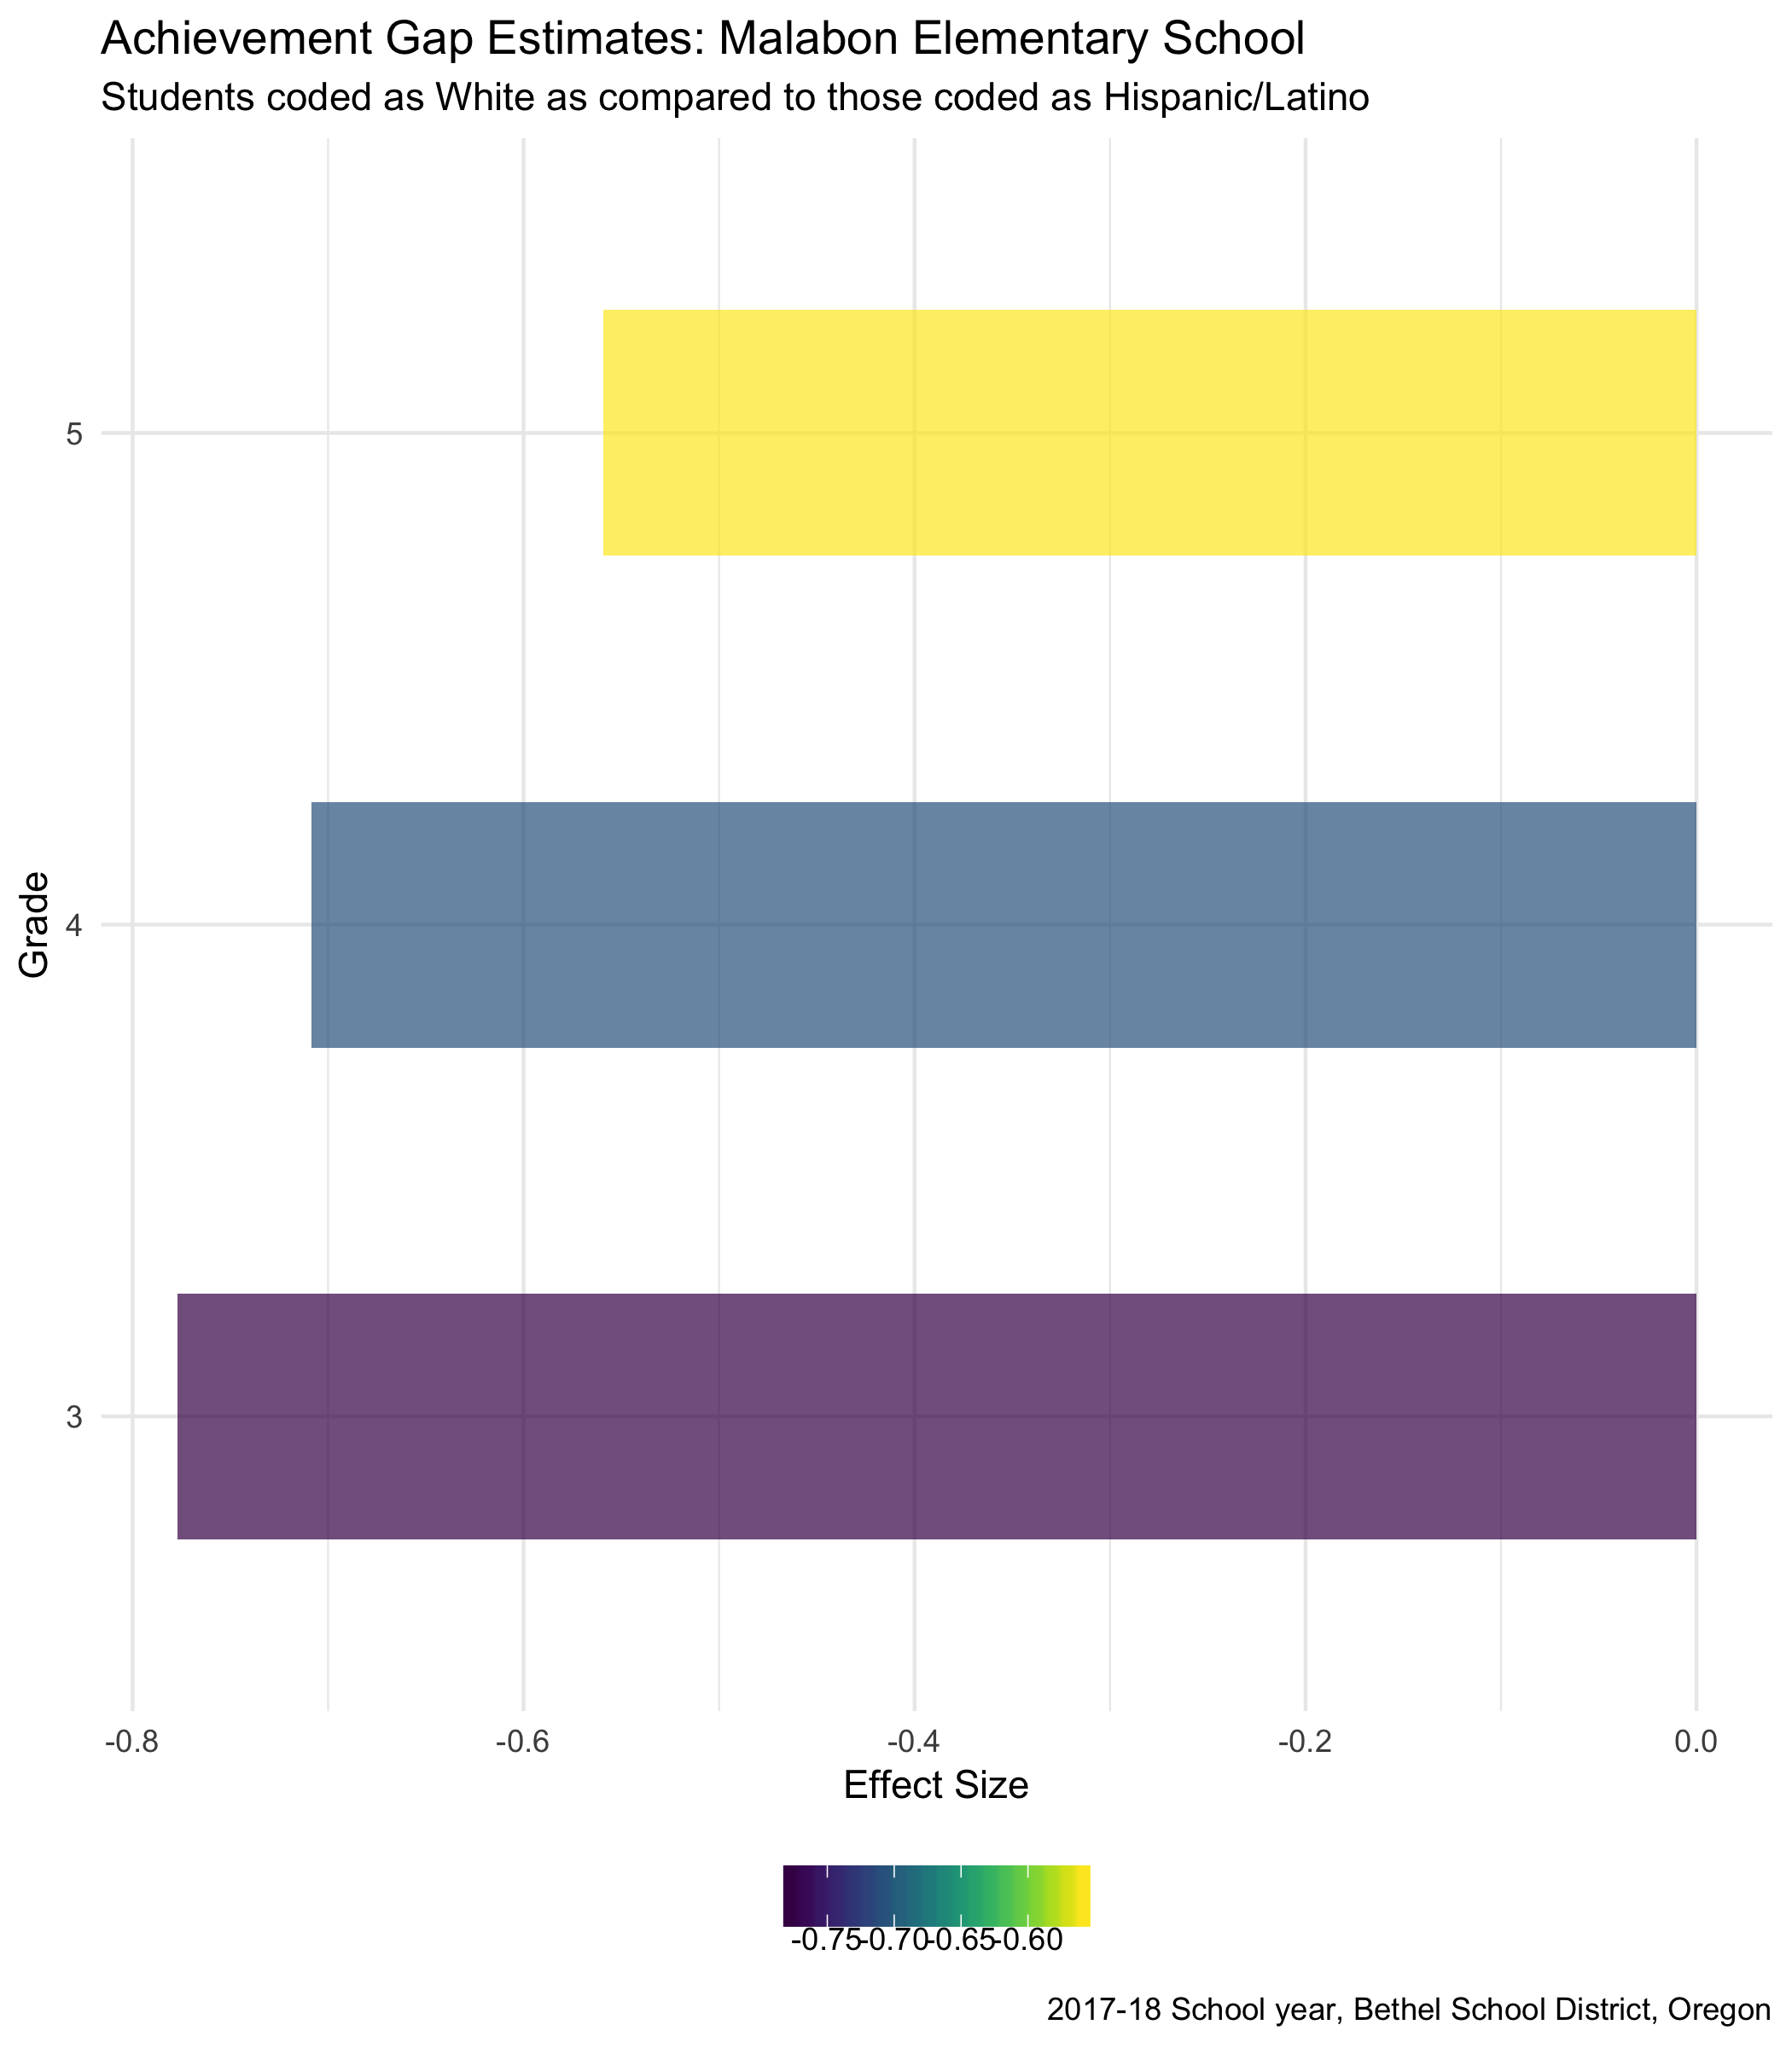 Achievement Gap Estimates: Malabon Elementary School
Students coded as White as compared to those coded as Hispanic/Latino
5
4
3
Grade
-0.8 -0.6 -0.4 -0.2 0.0
Effect Size
-0.75 -0.70 -0.65 -0.60
2017-18 School year, Bethel School District, Oregon